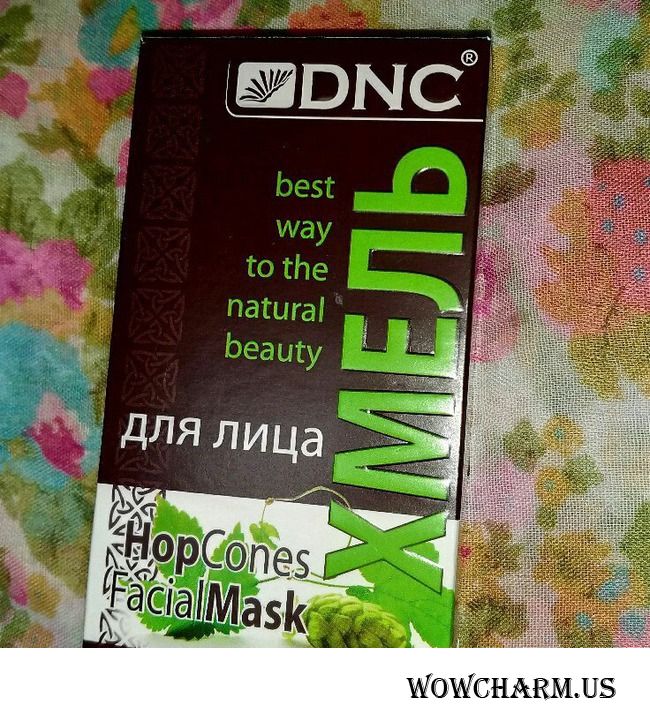 DNC®
best
way
to the
natural
beauty
ХМЕЛЬ
для лица
HopCones
FacialMask
WOWCHARM.US